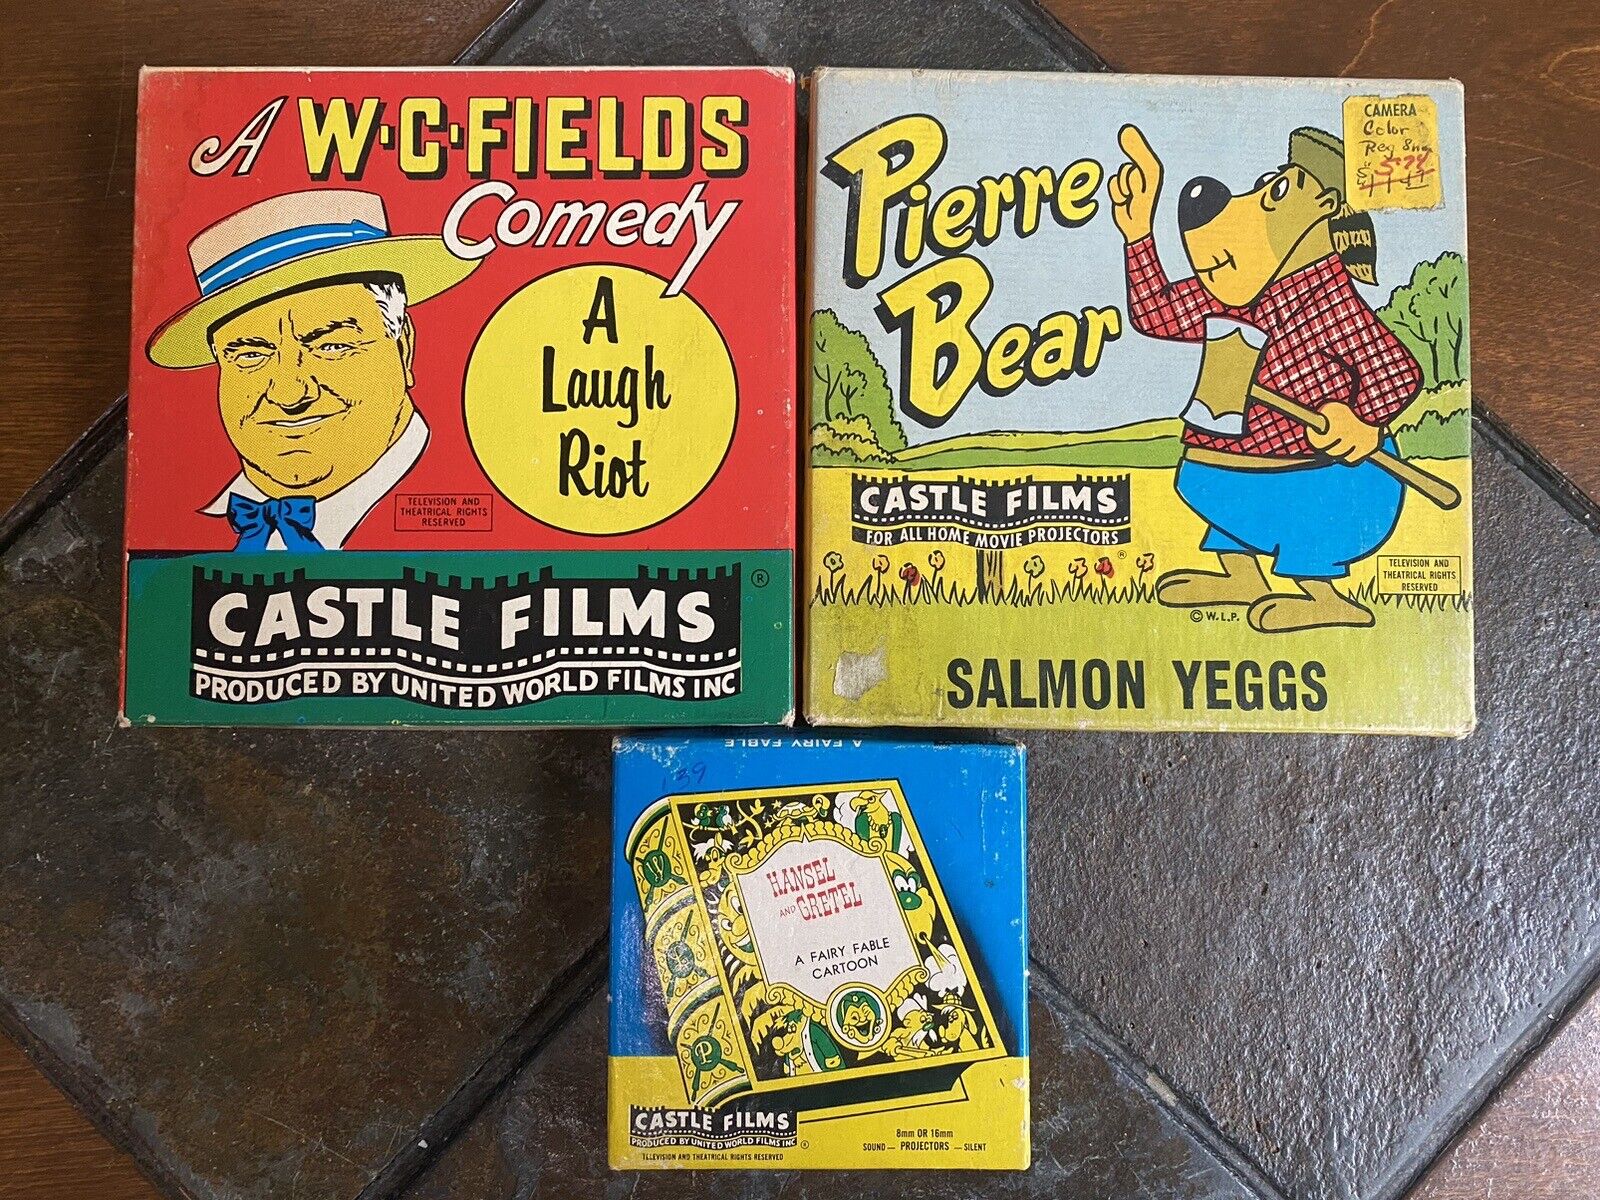 A W·C·FIELDS
Comedy
A
Laugh
Riot
TELEVISION AND
THEATRICAL RIGHTS
RESERVED
CASTLE FILMS ®
PRODUCED BY UNITED WORLD FILMS INC
Pierre
Bear
CAMERA
Color
Reg 8mm
CASTLE FILMS
FOR ALL HOME MOVIE PROJECTORS ®
TELEVISION AND
THEATRICAL RIGHTS
RESERVED
© W.L.P.
SALMON YEGGS
A FAIRY FABLE
139
HANSEL
AND GRETEL
A FAIRY FABLE
CARTOON
W
P
CASTLE FILMS
PRODUCED BY UNITED WORLD FILMS INC ®
TELEVISION AND THEATRICAL RIGHTS RESERVED
8mm OR 16mm
SOUND — PROJECTORS — SILENT